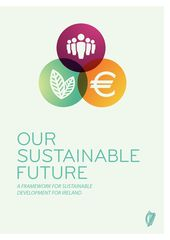 €
OUR
SUSTAINABLE
FUTURE
A FRAMEWORK FOR SUSTAINABLE
DEVELOPMENT FOR IRELAND.